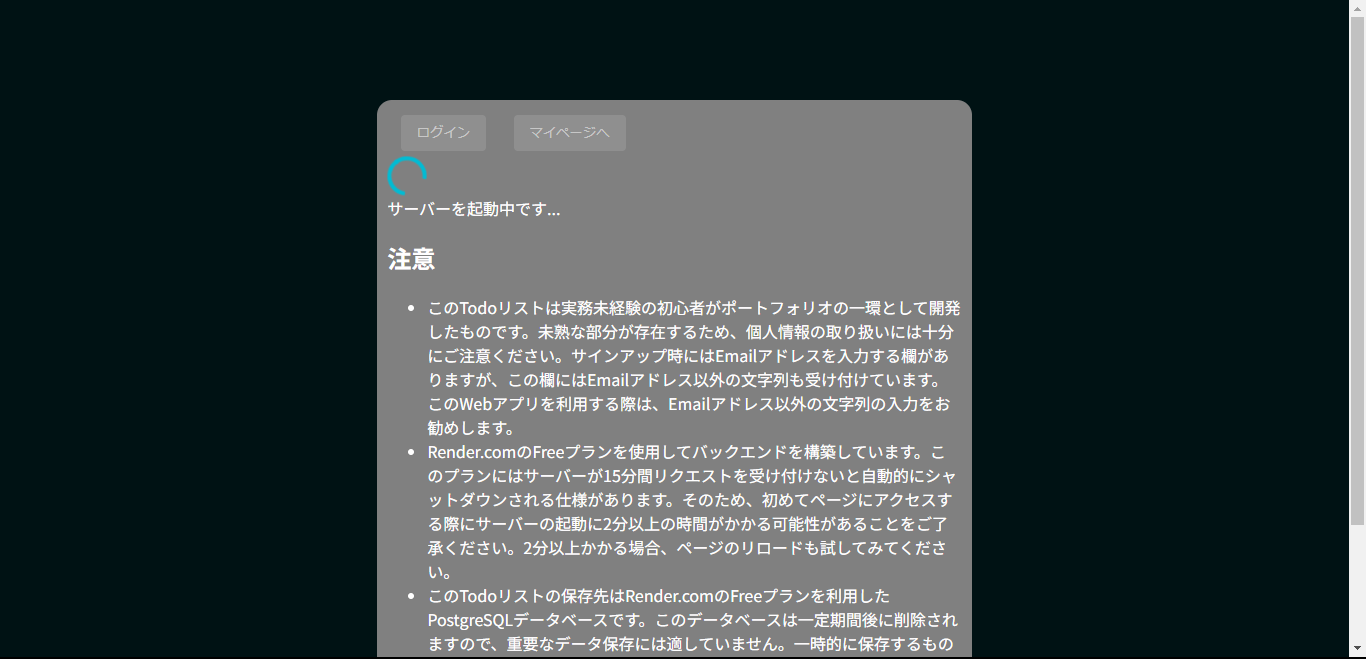 ログイン マイページへ
サーバーを起動中です...
注意
このTodoリストは実務未経験の初心者がポートフォリオの一環として開発
したものです。未熟な部分が存在するため、個人情報の取り扱いには十分
にご注意ください。サインアップ時にはEmailアドレスを入力する欄があ
りますが、この欄にはEmailアドレス以外の文字列も受け付けています。
このWebアプリを利用する際は、Emailアドレス以外の文字列の入力をお
勧めします。
Render.comのFreeプランを使用してバックエンドを構築しています。こ
のプランにはサーバーが15分間リクエストを受け付けないと自動的にシャ
ットダウンされる仕様があります。そのため、初めてページにアクセスす
る際にサーバーの起動に2分以上の時間がかかる可能性があることをご了
承ください。2分以上かかる場合、ページのリロードも試してみてくださ
い。
このTodoリストの保存先はRender.comのFreeプランを利用した
PostgreSQLデータベースです。このデータベースは一定期間後に削除され
ますので、重要なデータ保存には適していません。一時的に保存するもの